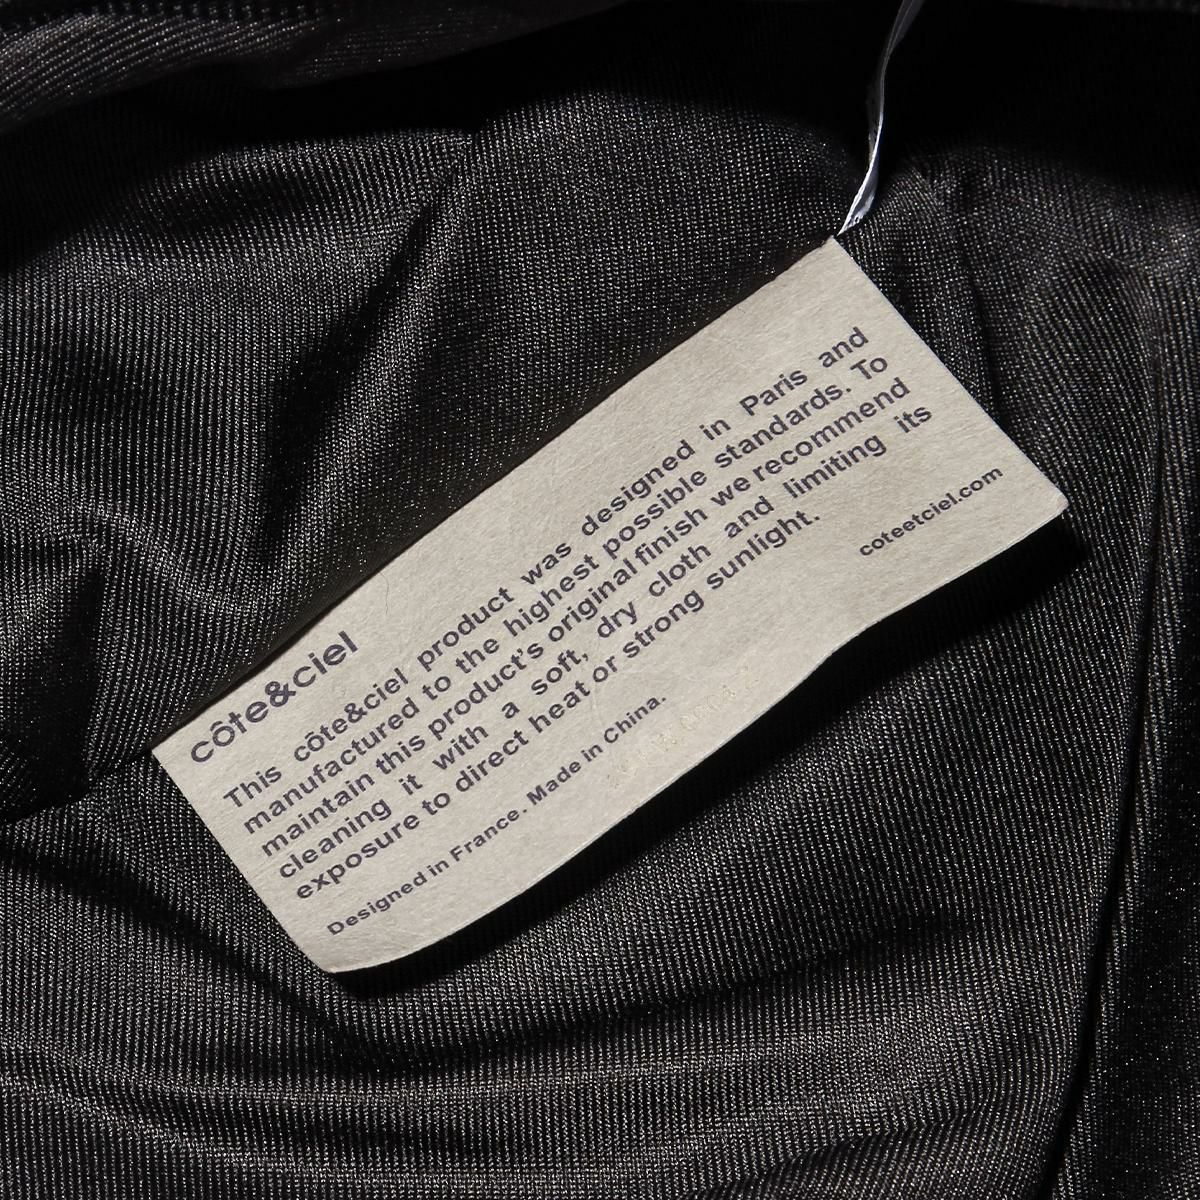 côte&ciel
This côte&ciel product was designed in Paris and
manufactured to the highest possible standards. To
maintain this product's original finish we recommend
cleaning it with a soft, dry cloth and limiting its
exposure to direct heat or strong sunlight.
coteetciel.com
Designed in France. Made in China.